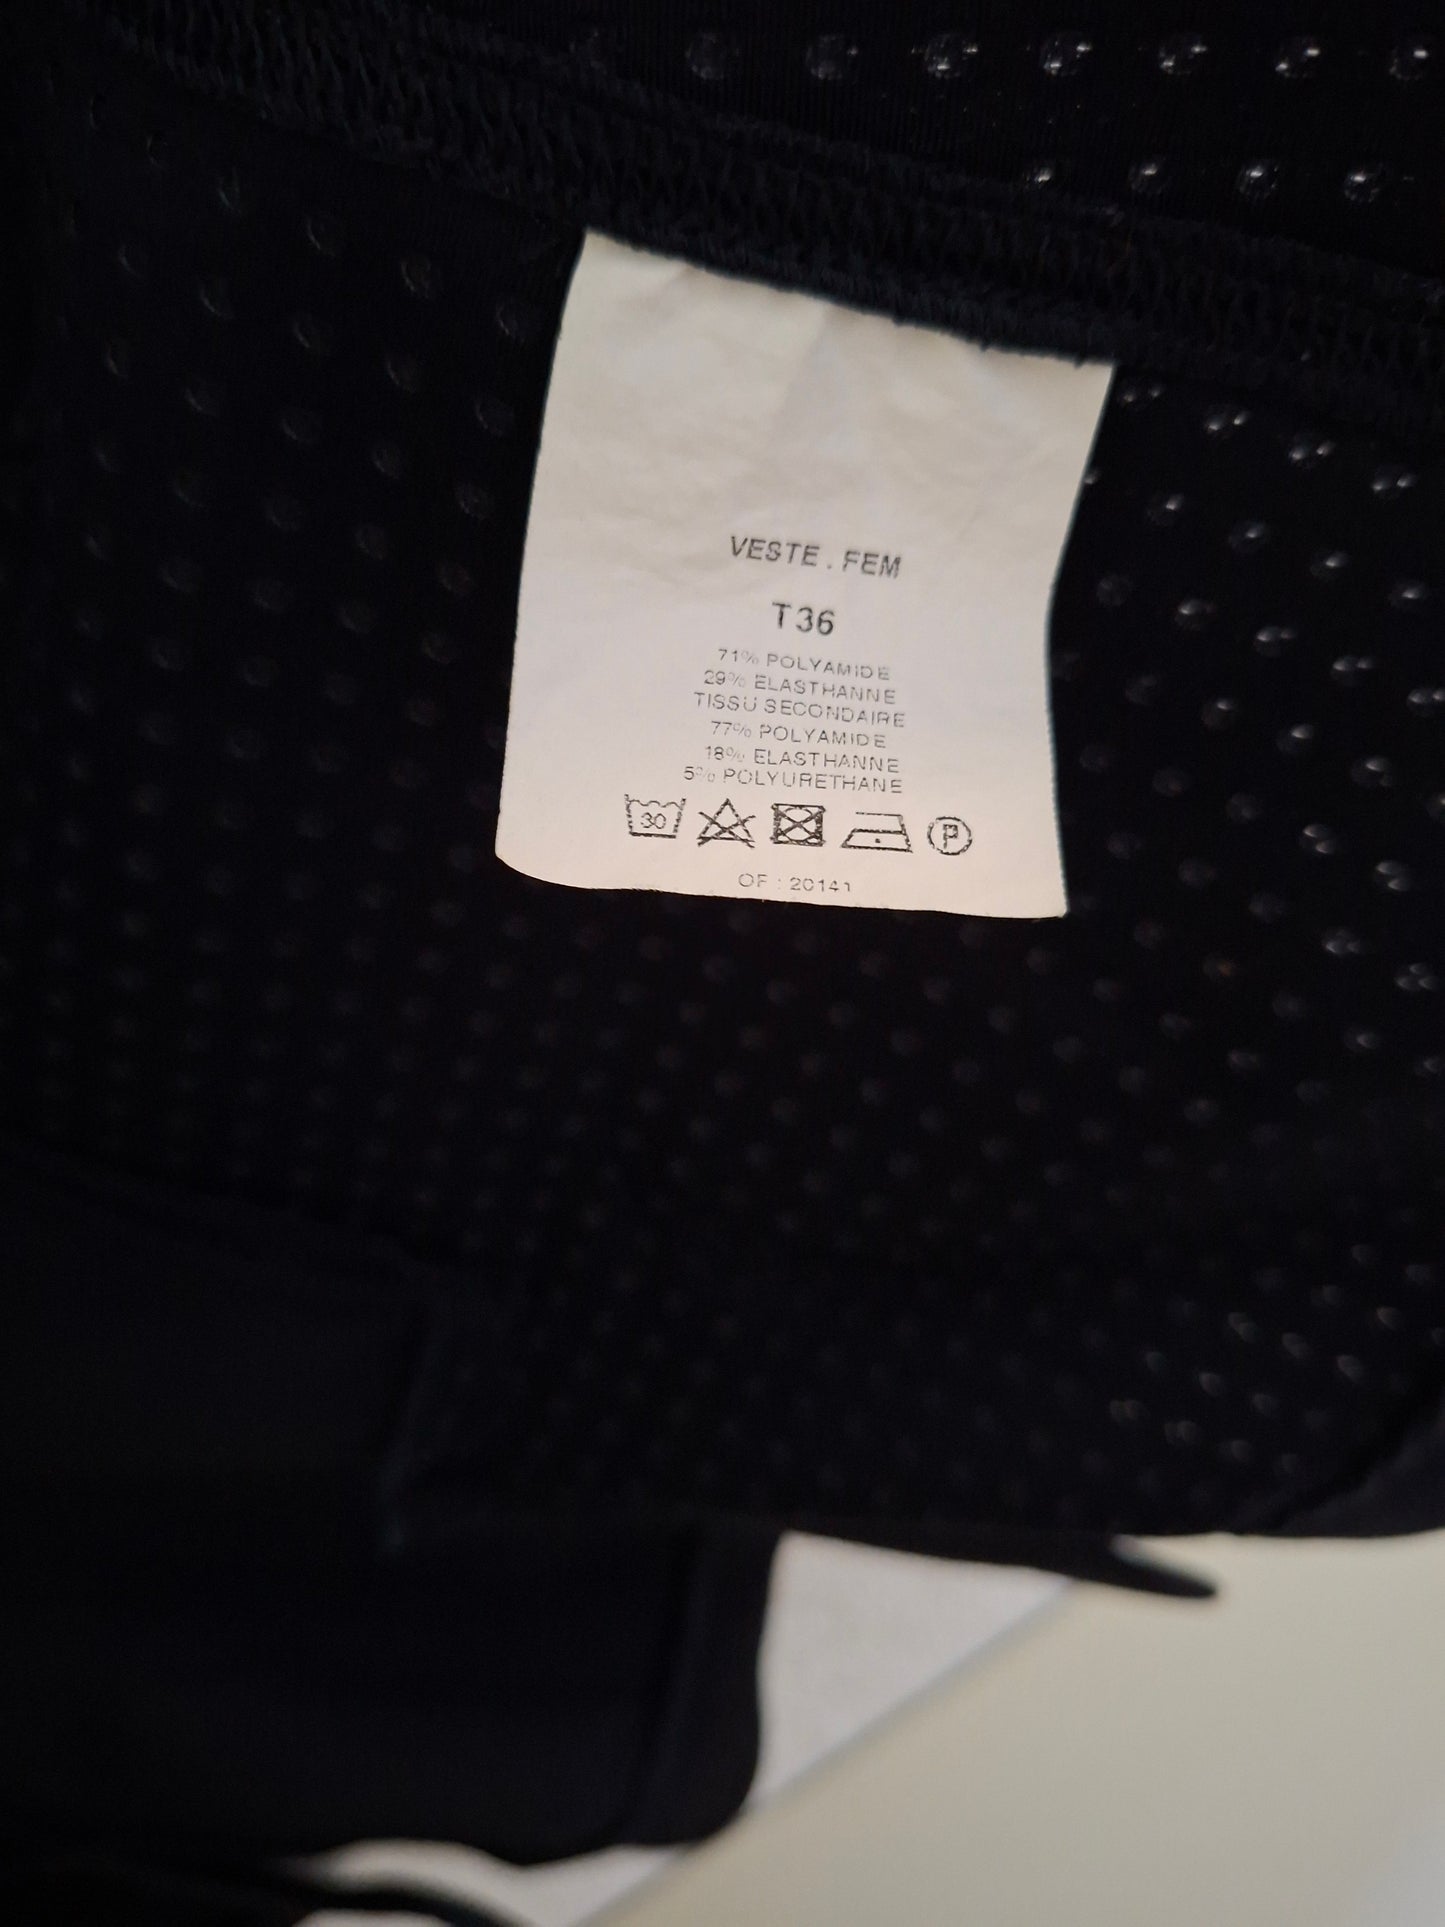 VESTE . FEM
T36
71% POLYAMIDE
29% ELASTHANNE
TISSU SECONDAIRE
77% POLYAMIDE
18% ELASTHANNE
5% POLYURETHANE
30 P
OF : 20141